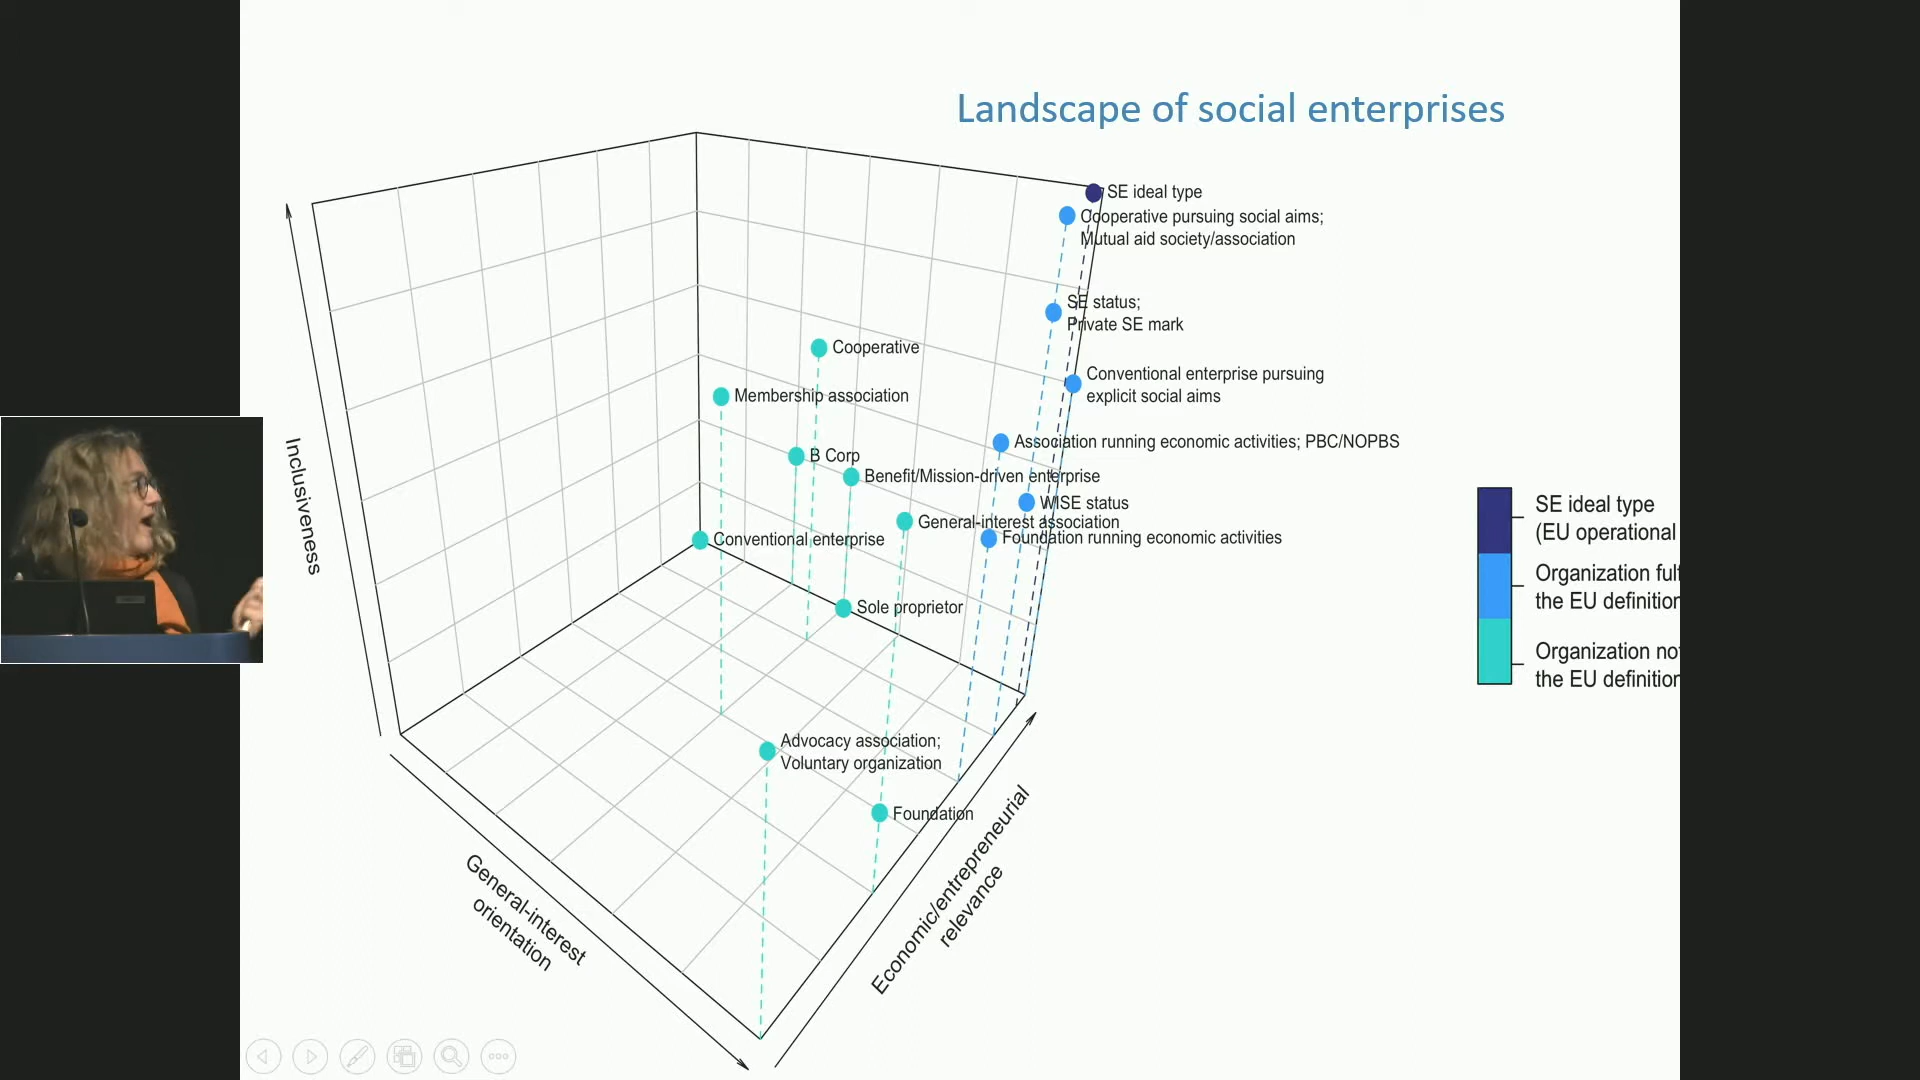 Landscape of social enterprises
SE ideal type
Cooperative pursuing social aims;
Mutual aid society/association
SE status;
Private SE mark
Cooperative
Conventional enterprise pursuing
explicit social aims
Membership association
Association running economic activities; PBC/NOPBS
B Corp
Benefit/Mission-driven enterprise
WISE status
General-interest association
Foundation running economic activities
Conventional enterprise
Sole proprietor
Advocacy association;
Voluntary organization
Foundation
Inclusiveness
General-interest
orientation
Economic/entrepreneurial
relevance
SE ideal type
(EU operational
Organization
the EU
Organization
the EU